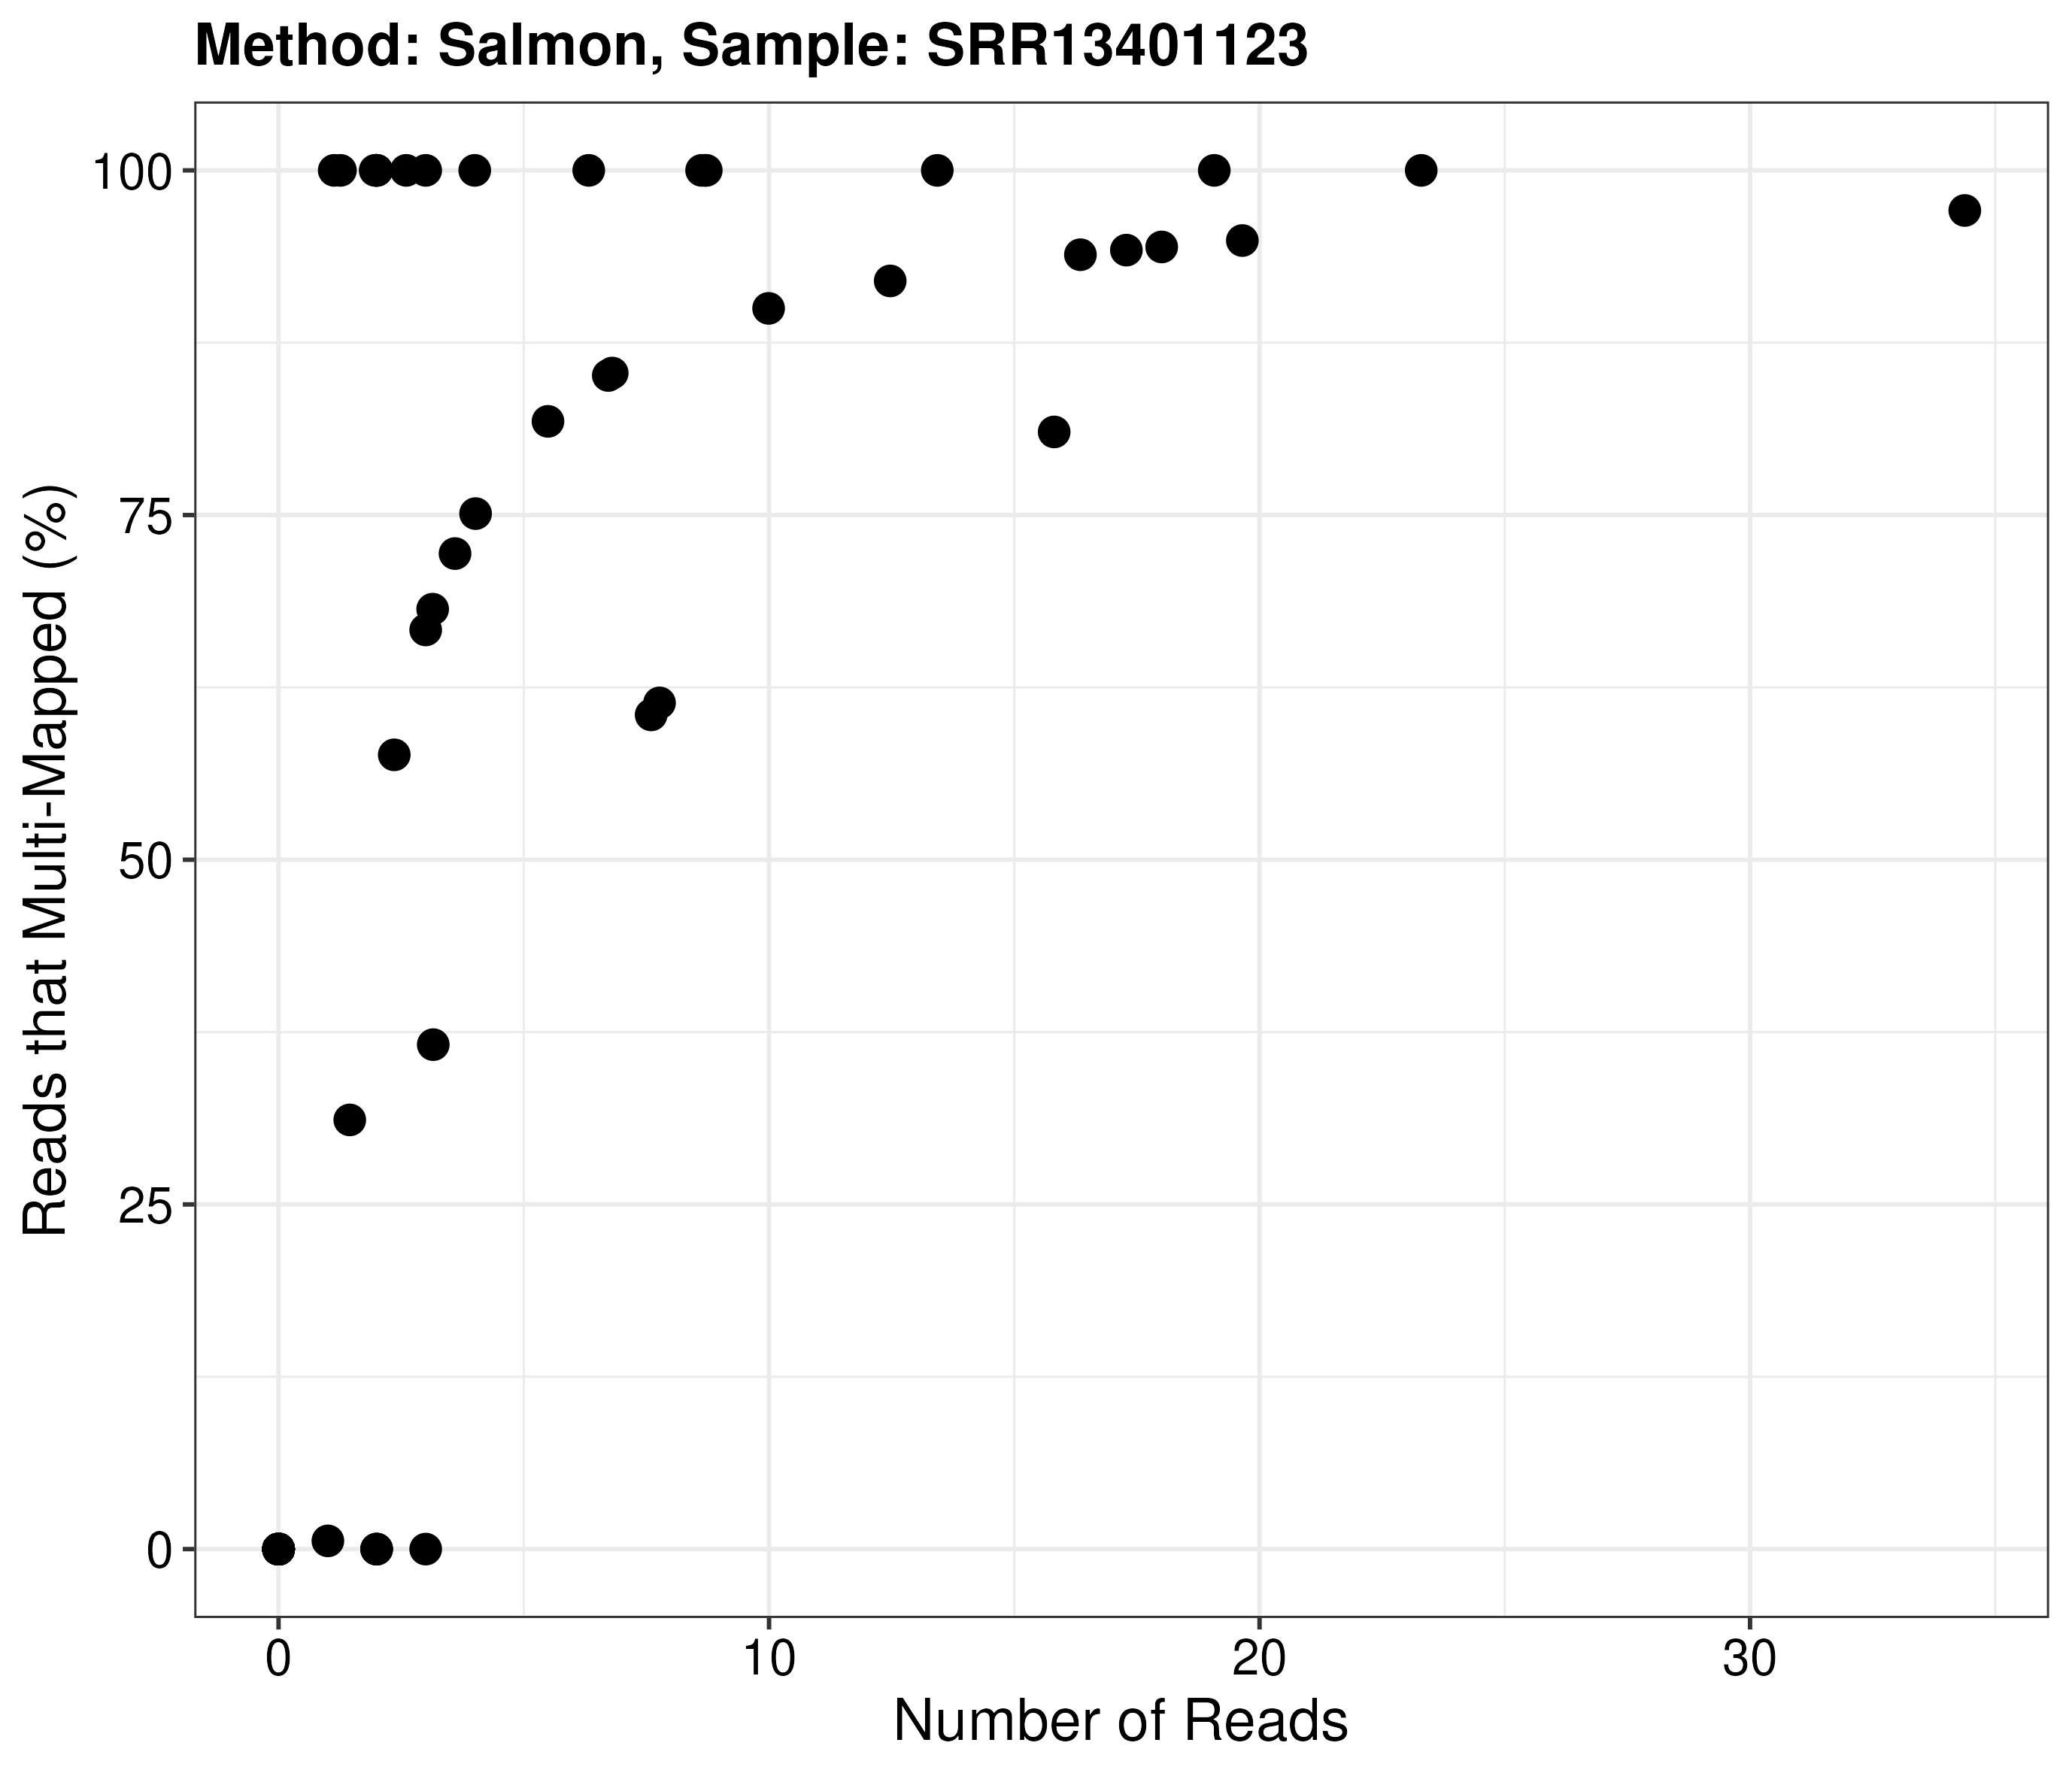 Method: Salmon, Sample: SRR13401123
Reads that Multi-Mapped (%)
100
75
50
25
0
0 10 20 30
Number of Reads